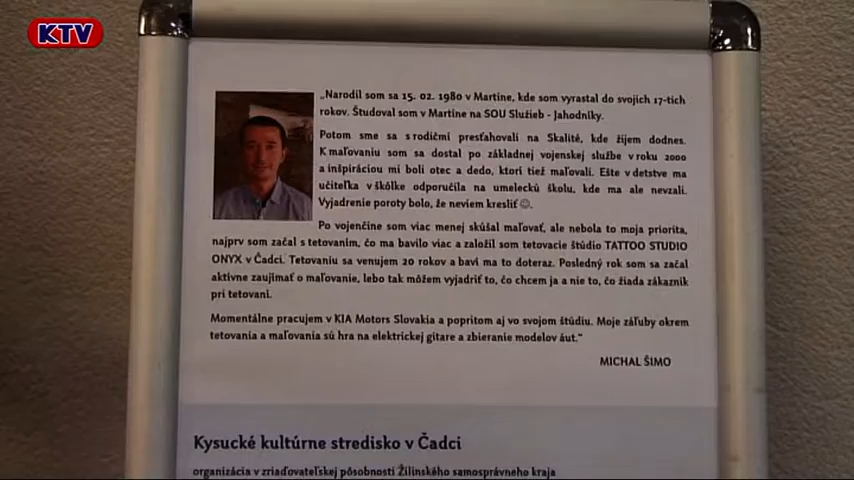 KTV
„Narodil som sa 15. 02. 1980 v Martine, kde som vyrastal do svojich 17-tich
rokov. Študoval som v Martine na SOU Služieb - Jahodníky.
Potom sme sa s rodičmi presťahovali na Skalité, kde žijem dodnes.
K maľovaniu som sa dostal po základnej vojenskej službe v roku 2000
a inšpiráciou mi boli otec a dedo, ktorí tiež maľovali. Ešte v detstve ma
učiteľka v škôlke odporučila na umeleckú školu, kde ma ale nevzali.
Vyjadrenie poroty bolo, že neviem kresliť ☺.
Po vojenčine som viac menej skúšal maľovať, ale nebola to moja priorita,
najprv som začal s tetovaním, čo ma bavilo viac a založil som tetovacie štúdio TATTOO STUDIO
ONYX v Čadci. Tetovaniu sa venujem 20 rokov a baví ma to doteraz. Posledný rok som sa začal
aktívne zaujímať o maľovanie, lebo tak môžem vyjadriť to, čo chcem ja a nie to, čo žiada zákazník
pri tetovaní.
Momentálne pracujem v KIA Motors Slovakia a popritom aj vo svojom štúdiu. Moje záľuby okrem
tetovania a maľovania sú hra na elektrickej gitare a zbieranie modelov áut.“
MICHAL ŠIMO
Kysucké kultúrne stredisko v Čadci
organizácia v zriaďovateľskej pôsobnosti Žilinského samosprávneho kraja